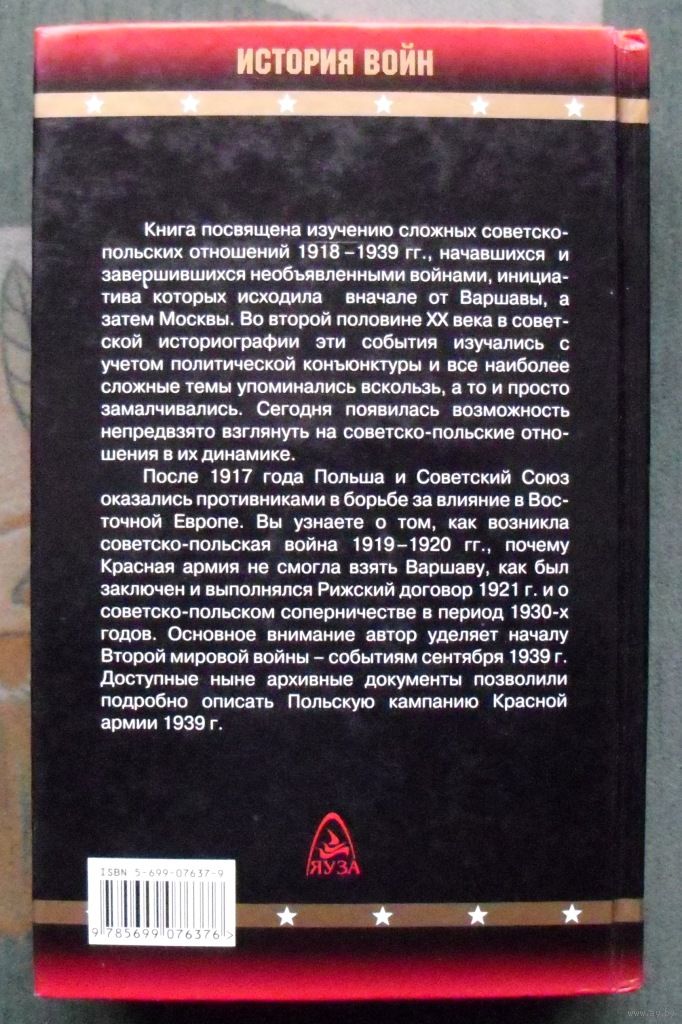 ИСТОРИЯ ВОЙН
Книга посвящена изучению сложных советско-
польских отношений 1918–1939 гг., начавшихся и
завершившихся необъявленными войнами, инициа-
тива которых исходила вначале от Варшавы, а
затем Москвы. Во второй половине XX века в совет-
ской историографии эти события изучались с
учетом политической конъюнктуры и все наиболее
сложные темы упоминались вскользь, а то и просто
замалчивались. Сегодня появилась возможность
непредвзято взглянуть на советско-польские отно-
шения в их динамике.
После 1917 года Польша и Советский Союз
оказались противниками в борьбе за влияние в Вос-
точной Европе. Вы узнаете о том, как возникла
советско-польская война 1919–1920 гг., почему
Красная армия не смогла взять Варшаву, как был
заключен и выполнялся Рижский договор 1921 г. и о
советско-польском соперничестве в период 1930-х
годов. Основное внимание автор уделяет началу
Второй мировой войны – событиям сентября 1939 г.
Доступные ныне архивные документы позволили
подробно описать Польскую кампанию Красной
армии 1939 г.
ЯУЗА
ISBN 5-699-07637-9
9 785699 076376 >
www.ay.by